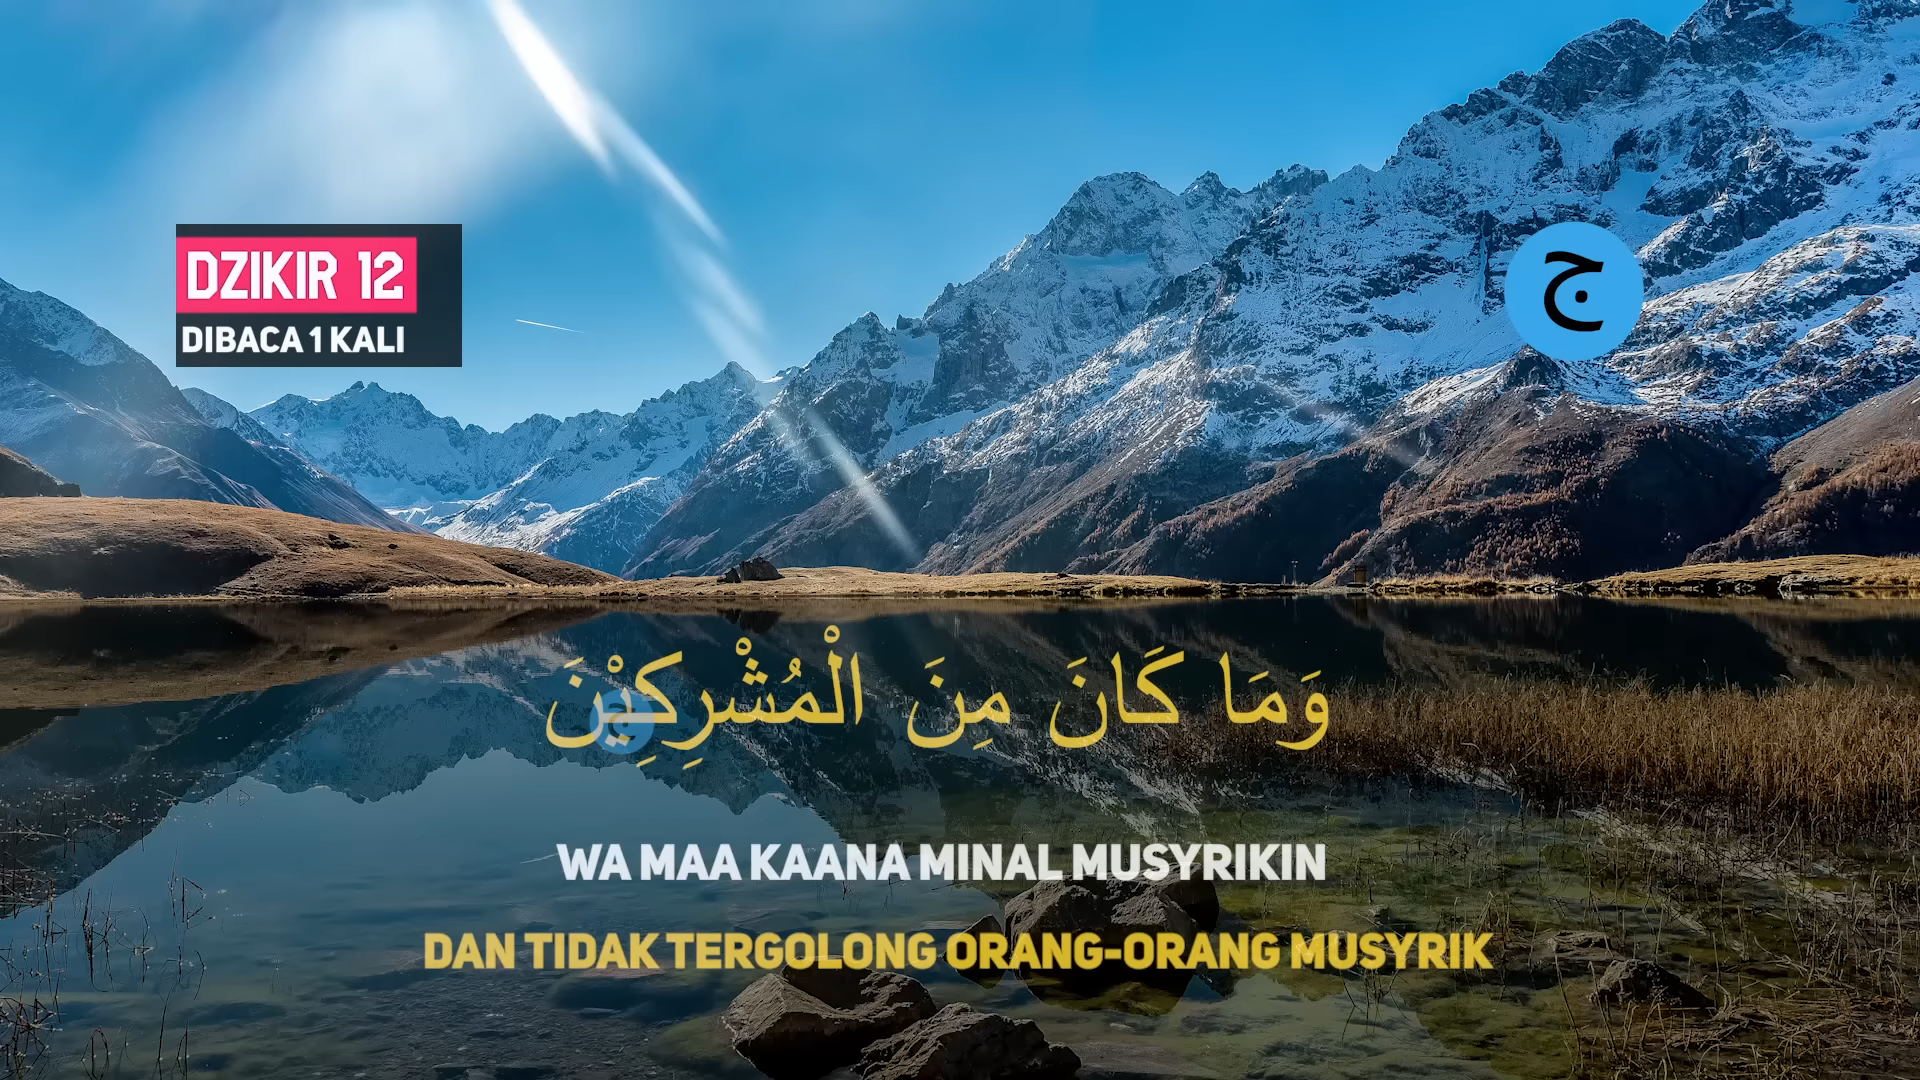 DZIKIR 12
DIBACA 1 KALI
ج
وَمَا كَانَ مِنَ الْمُشْرِكِيْنَ
WA MAA KAANA MINAL MUSYRIKIN
DAN TIDAK TERGOLONG ORANG-ORANG MUSYRIK